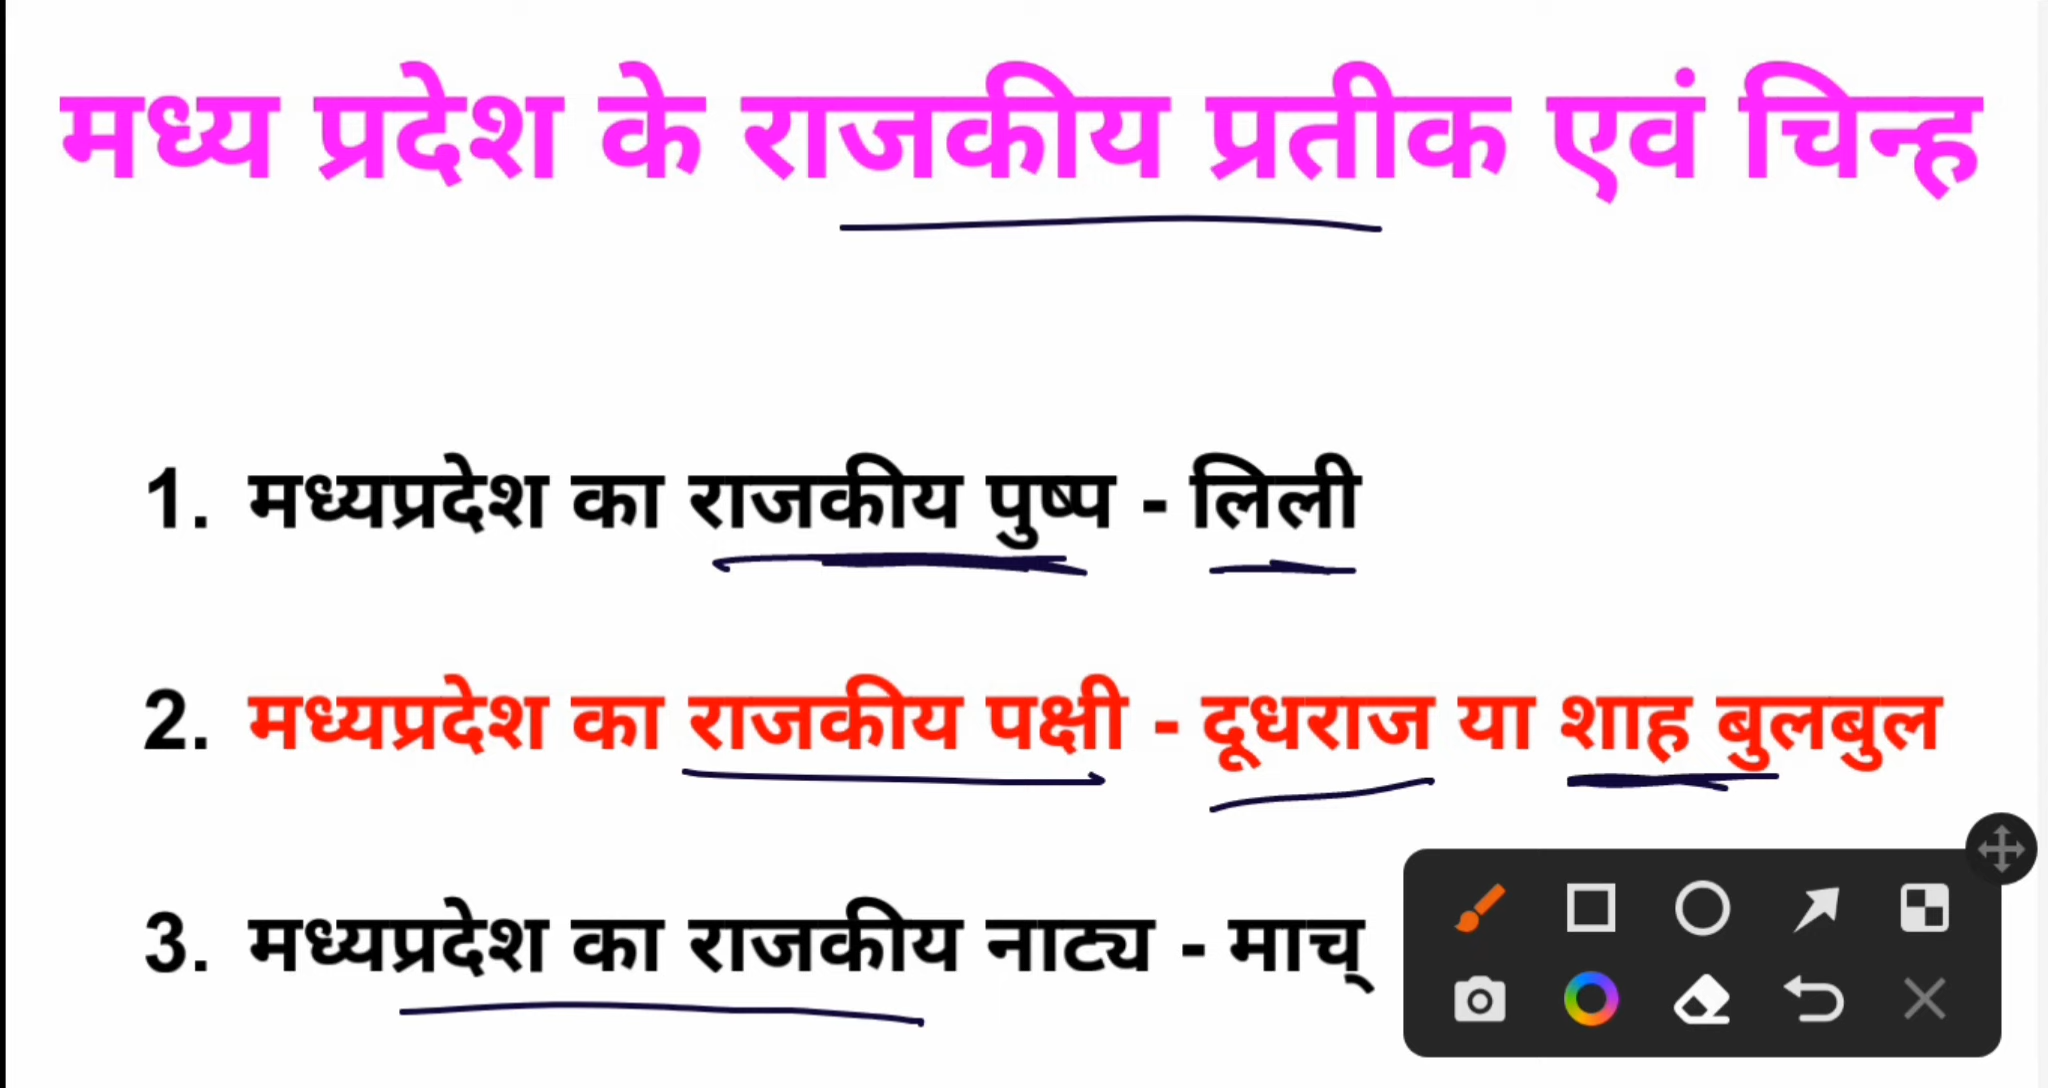 मध्य प्रदेश के राजकीय प्रतीक एवं चिन्ह
1. मध्यप्रदेश का राजकीय पुष्प - लिली
2. मध्यप्रदेश का राजकीय पक्षी - दूधराज या शाह बुलबुल
3. मध्यप्रदेश का राजकीय नाट्य - माच्